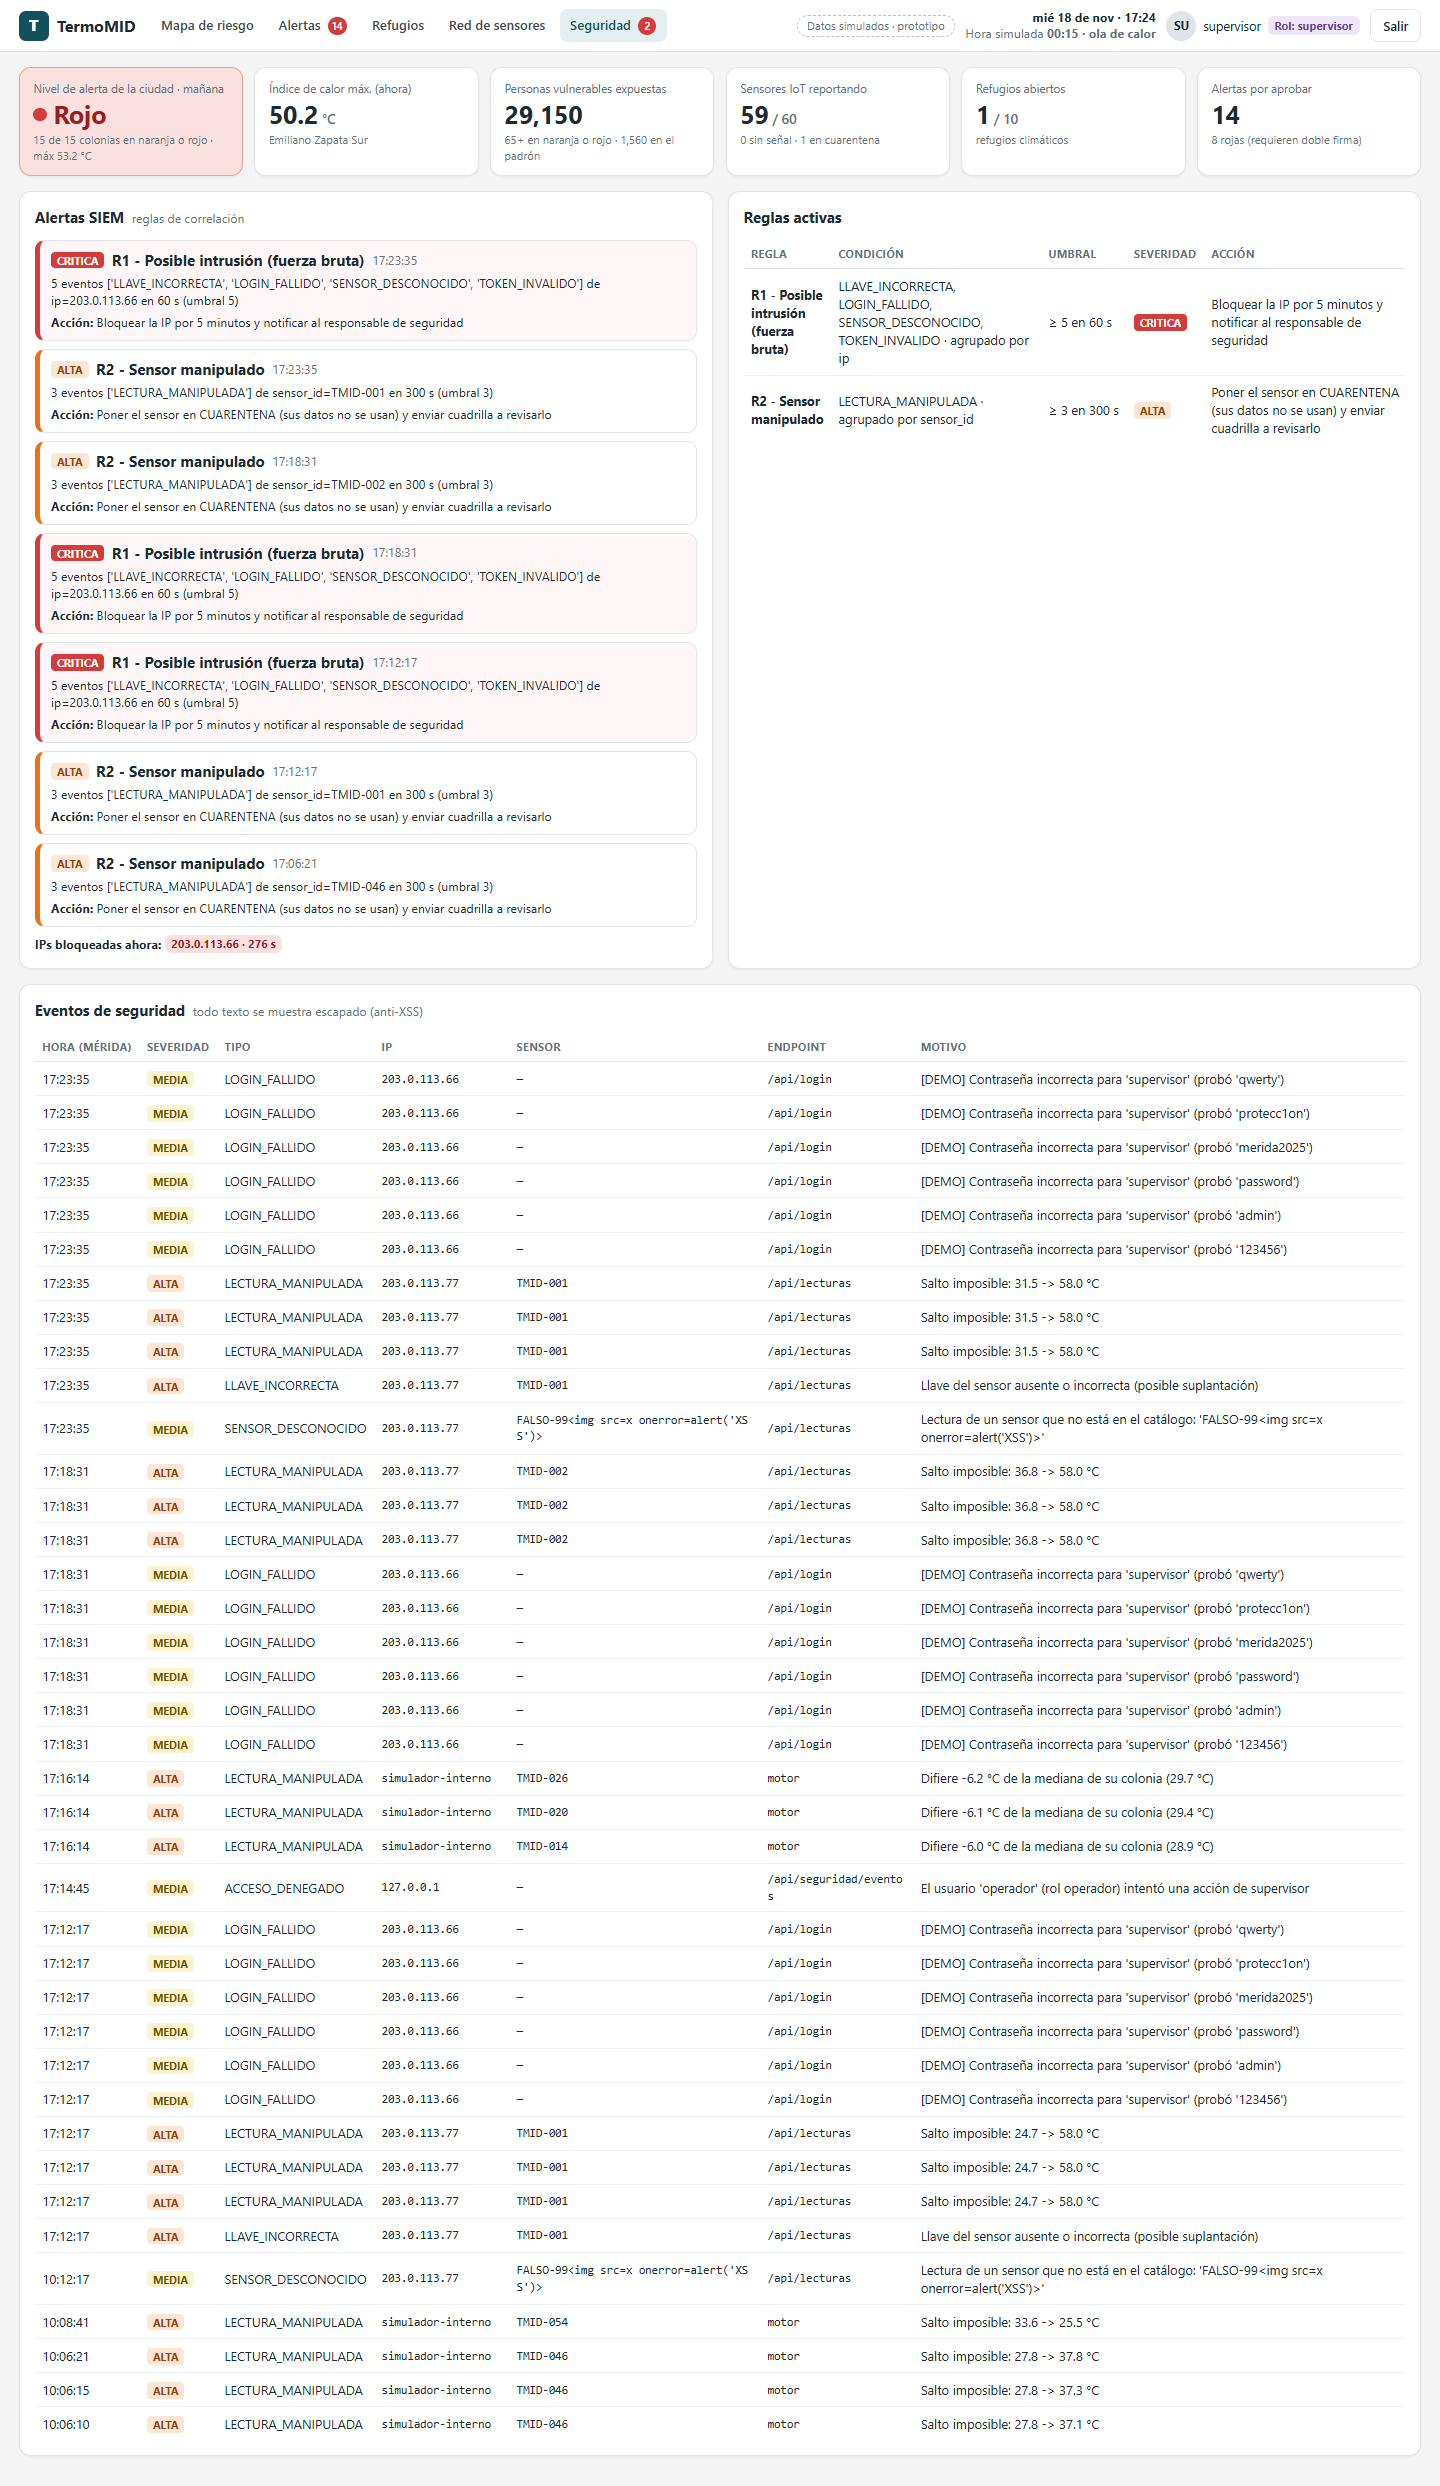 T TermoMID Mapa de riesgo Alertas 14 Refugios Red de sensores Seguridad 2 Datos simulados · prototipo mié 18 de nov · 17:24 SU supervisor Rol: supervisor Salir
Hora simulada 00:15 · ola de calor
Nivel de alerta de la ciudad · mañana
Rojo
15 de 15 colonias en naranja o rojo ·
máx 53.2 °C
Índice de calor máx. (ahora)
50.2 °C
Emiliano Zapata Sur
Personas vulnerables expuestas
29,150
65+ en naranja o rojo · 1,560 en el
padrón
Sensores IoT reportando
59 / 60
0 sin señal · 1 en cuarentena
Refugios abiertos
1 / 10
refugios climáticos
Alertas por aprobar
14
8 rojas (requieren doble firma)
Alertas SIEM reglas de correlación
CRITICA R1 - Posible intrusión (fuerza bruta) 17:23:35
5 eventos ['LLAVE_INCORRECTA', 'LOGIN_FALLIDO', 'SENSOR_DESCONOCIDO', 'TOKEN_INVALIDO'] de
ip=203.0.113.66 en 60 s (umbral 5)
Acción: Bloquear la IP por 5 minutos y notificar al responsable de seguridad
ALTA R2 - Sensor manipulado 17:23:35
3 eventos ['LECTURA_MANIPULADA'] de sensor_id=TMID-001 en 300 s (umbral 3)
Acción: Poner el sensor en CUARENTENA (sus datos no se usan) y enviar cuadrilla a revisarlo
ALTA R2 - Sensor manipulado 17:18:31
3 eventos ['LECTURA_MANIPULADA'] de sensor_id=TMID-002 en 300 s (umbral 3)
Acción: Poner el sensor en CUARENTENA (sus datos no se usan) y enviar cuadrilla a revisarlo
CRITICA R1 - Posible intrusión (fuerza bruta) 17:18:31
5 eventos ['LLAVE_INCORRECTA', 'LOGIN_FALLIDO', 'SENSOR_DESCONOCIDO', 'TOKEN_INVALIDO'] de
ip=203.0.113.66 en 60 s (umbral 5)
Acción: Bloquear la IP por 5 minutos y notificar al responsable de seguridad
CRITICA R1 - Posible intrusión (fuerza bruta) 17:12:17
5 eventos ['LLAVE_INCORRECTA', 'LOGIN_FALLIDO', 'SENSOR_DESCONOCIDO', 'TOKEN_INVALIDO'] de
ip=203.0.113.66 en 60 s (umbral 5)
Acción: Bloquear la IP por 5 minutos y notificar al responsable de seguridad
ALTA R2 - Sensor manipulado 17:12:17
3 eventos ['LECTURA_MANIPULADA'] de sensor_id=TMID-001 en 300 s (umbral 3)
Acción: Poner el sensor en CUARENTENA (sus datos no se usan) y enviar cuadrilla a revisarlo
ALTA R2 - Sensor manipulado 17:06:21
3 eventos ['LECTURA_MANIPULADA'] de sensor_id=TMID-046 en 300 s (umbral 3)
Acción: Poner el sensor en CUARENTENA (sus datos no se usan) y enviar cuadrilla a revisarlo
IPs bloqueadas ahora: 203.0.113.66 · 276 s
Reglas activas
REGLA CONDICIÓN UMBRAL SEVERIDAD ACCIÓN
R1 - Posible
intrusión
(fuerza
bruta)
LLAVE_INCORRECTA,
LOGIN_FALLIDO,
SENSOR_DESCONOCIDO,
TOKEN_INVALIDO · agrupado por
ip
≥ 5 en 60 s
CRITICA
Bloquear la IP por 5 minutos y
notificar al responsable de
seguridad
R2 - Sensor
manipulado
LECTURA_MANIPULADA ·
agrupado por sensor_id
≥ 3 en 300 s
ALTA
Poner el sensor en CUARENTENA
(sus datos no se usan) y enviar
cuadrilla a revisarlo
Eventos de seguridad todo texto se muestra escapado (anti-XSS)
HORA (MÉRIDA) SEVERIDAD TIPO IP SENSOR ENDPOINT MOTIVO
17:23:35 MEDIA LOGIN_FALLIDO 203.0.113.66 — /api/login [DEMO] Contraseña incorrecta para 'supervisor' (probó 'qwerty')
17:23:35 MEDIA LOGIN_FALLIDO 203.0.113.66 — /api/login [DEMO] Contraseña incorrecta para 'supervisor' (probó 'protecc1on')
17:23:35 MEDIA LOGIN_FALLIDO 203.0.113.66 — /api/login [DEMO] Contraseña incorrecta para 'supervisor' (probó 'merida2025')
17:23:35 MEDIA LOGIN_FALLIDO 203.0.113.66 — /api/login [DEMO] Contraseña incorrecta para 'supervisor' (probó 'password')
17:23:35 MEDIA LOGIN_FALLIDO 203.0.113.66 — /api/login [DEMO] Contraseña incorrecta para 'supervisor' (probó 'admin')
17:23:35 MEDIA LOGIN_FALLIDO 203.0.113.66 — /api/login [DEMO] Contraseña incorrecta para 'supervisor' (probó '123456')
17:23:35 ALTA LECTURA_MANIPULADA 203.0.113.77 TMID-001 /api/lecturas Salto imposible: 31.5 -> 58.0 °C
17:23:35 ALTA LECTURA_MANIPULADA 203.0.113.77 TMID-001 /api/lecturas Salto imposible: 31.5 -> 58.0 °C
17:23:35 ALTA LECTURA_MANIPULADA 203.0.113.77 TMID-001 /api/lecturas Salto imposible: 31.5 -> 58.0 °C
17:23:35 ALTA LLAVE_INCORRECTA 203.0.113.77 TMID-001 /api/lecturas Llave del sensor ausente o incorrecta (posible suplantación)
17:23:35 MEDIA SENSOR_DESCONOCIDO 203.0.113.77 FALSO-99<img src=x onerror=alert('XS
S')> /api/lecturas Lectura de un sensor que no está en el catálogo: 'FALSO-99<img src=x
onerror=alert('XSS')>'
17:18:31 ALTA LECTURA_MANIPULADA 203.0.113.77 TMID-002 /api/lecturas Salto imposible: 36.8 -> 58.0 °C
17:18:31 ALTA LECTURA_MANIPULADA 203.0.113.77 TMID-002 /api/lecturas Salto imposible: 36.8 -> 58.0 °C
17:18:31 ALTA LECTURA_MANIPULADA 203.0.113.77 TMID-002 /api/lecturas Salto imposible: 36.8 -> 58.0 °C
17:18:31 MEDIA LOGIN_FALLIDO 203.0.113.66 — /api/login [DEMO] Contraseña incorrecta para 'supervisor' (probó 'qwerty')
17:18:31 MEDIA LOGIN_FALLIDO 203.0.113.66 — /api/login [DEMO] Contraseña incorrecta para 'supervisor' (probó 'protecc1on')
17:18:31 MEDIA LOGIN_FALLIDO 203.0.113.66 — /api/login [DEMO] Contraseña incorrecta para 'supervisor' (probó 'merida2025')
17:18:31 MEDIA LOGIN_FALLIDO 203.0.113.66 — /api/login [DEMO] Contraseña incorrecta para 'supervisor' (probó 'password')
17:18:31 MEDIA LOGIN_FALLIDO 203.0.113.66 — /api/login [DEMO] Contraseña incorrecta para 'supervisor' (probó 'admin')
17:18:31 MEDIA LOGIN_FALLIDO 203.0.113.66 — /api/login [DEMO] Contraseña incorrecta para 'supervisor' (probó '123456')
17:16:14 ALTA LECTURA_MANIPULADA simulador-interno TMID-026 motor Difiere -6.2 °C de la mediana de su colonia (29.7 °C)
17:16:14 ALTA LECTURA_MANIPULADA simulador-interno TMID-020 motor Difiere -6.1 °C de la mediana de su colonia (29.4 °C)
17:16:14 ALTA LECTURA_MANIPULADA simulador-interno TMID-014 motor Difiere -6.0 °C de la mediana de su colonia (28.9 °C)
17:14:45 MEDIA ACCESO_DENEGADO 127.0.0.1 — /api/seguridad/evento
s El usuario 'operador' (rol operador) intentó una acción de supervisor
17:12:17 MEDIA LOGIN_FALLIDO 203.0.113.66 — /api/login [DEMO] Contraseña incorrecta para 'supervisor' (probó 'qwerty')
17:12:17 MEDIA LOGIN_FALLIDO 203.0.113.66 — /api/login [DEMO] Contraseña incorrecta para 'supervisor' (probó 'protecc1on')
17:12:17 MEDIA LOGIN_FALLIDO 203.0.113.66 — /api/login [DEMO] Contraseña incorrecta para 'supervisor' (probó 'merida2025')
17:12:17 MEDIA LOGIN_FALLIDO 203.0.113.66 — /api/login [DEMO] Contraseña incorrecta para 'supervisor' (probó 'password')
17:12:17 MEDIA LOGIN_FALLIDO 203.0.113.66 — /api/login [DEMO] Contraseña incorrecta para 'supervisor' (probó 'admin')
17:12:17 MEDIA LOGIN_FALLIDO 203.0.113.66 — /api/login [DEMO] Contraseña incorrecta para 'supervisor' (probó '123456')
17:12:17 ALTA LECTURA_MANIPULADA 203.0.113.77 TMID-001 /api/lecturas Salto imposible: 24.7 -> 58.0 °C
17:12:17 ALTA LECTURA_MANIPULADA 203.0.113.77 TMID-001 /api/lecturas Salto imposible: 24.7 -> 58.0 °C
17:12:17 ALTA LECTURA_MANIPULADA 203.0.113.77 TMID-001 /api/lecturas Salto imposible: 24.7 -> 58.0 °C
17:12:17 ALTA LLAVE_INCORRECTA 203.0.113.77 TMID-001 /api/lecturas Llave del sensor ausente o incorrecta (posible suplantación)
10:12:17 MEDIA SENSOR_DESCONOCIDO 203.0.113.77 FALSO-99<img src=x onerror=alert('XS
S')> /api/lecturas Lectura de un sensor que no está en el catálogo: 'FALSO-99<img src=x
onerror=alert('XSS')>'
10:08:41 ALTA LECTURA_MANIPULADA simulador-interno TMID-054 motor Salto imposible: 33.6 -> 25.5 °C
10:06:21 ALTA LECTURA_MANIPULADA simulador-interno TMID-046 motor Salto imposible: 27.8 -> 37.8 °C
10:06:15 ALTA LECTURA_MANIPULADA simulador-interno TMID-046 motor Salto imposible: 27.8 -> 37.3 °C
10:06:10 ALTA LECTURA_MANIPULADA simulador-interno TMID-046 motor Salto imposible: 27.8 -> 37.1 °C